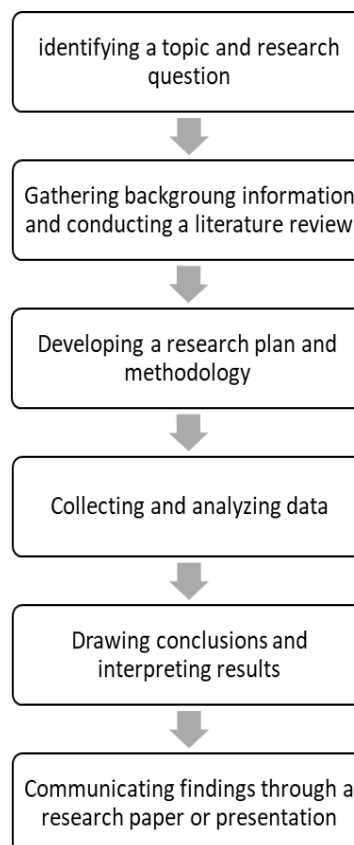 identifying a topic and research
question
Gathering backgroung information
and conducting a literature review
Developing a research plan and
methodology
Collecting and analyzing data
Drawing conclusions and
interpreting results
Communicating findings through a
research paper or presentation